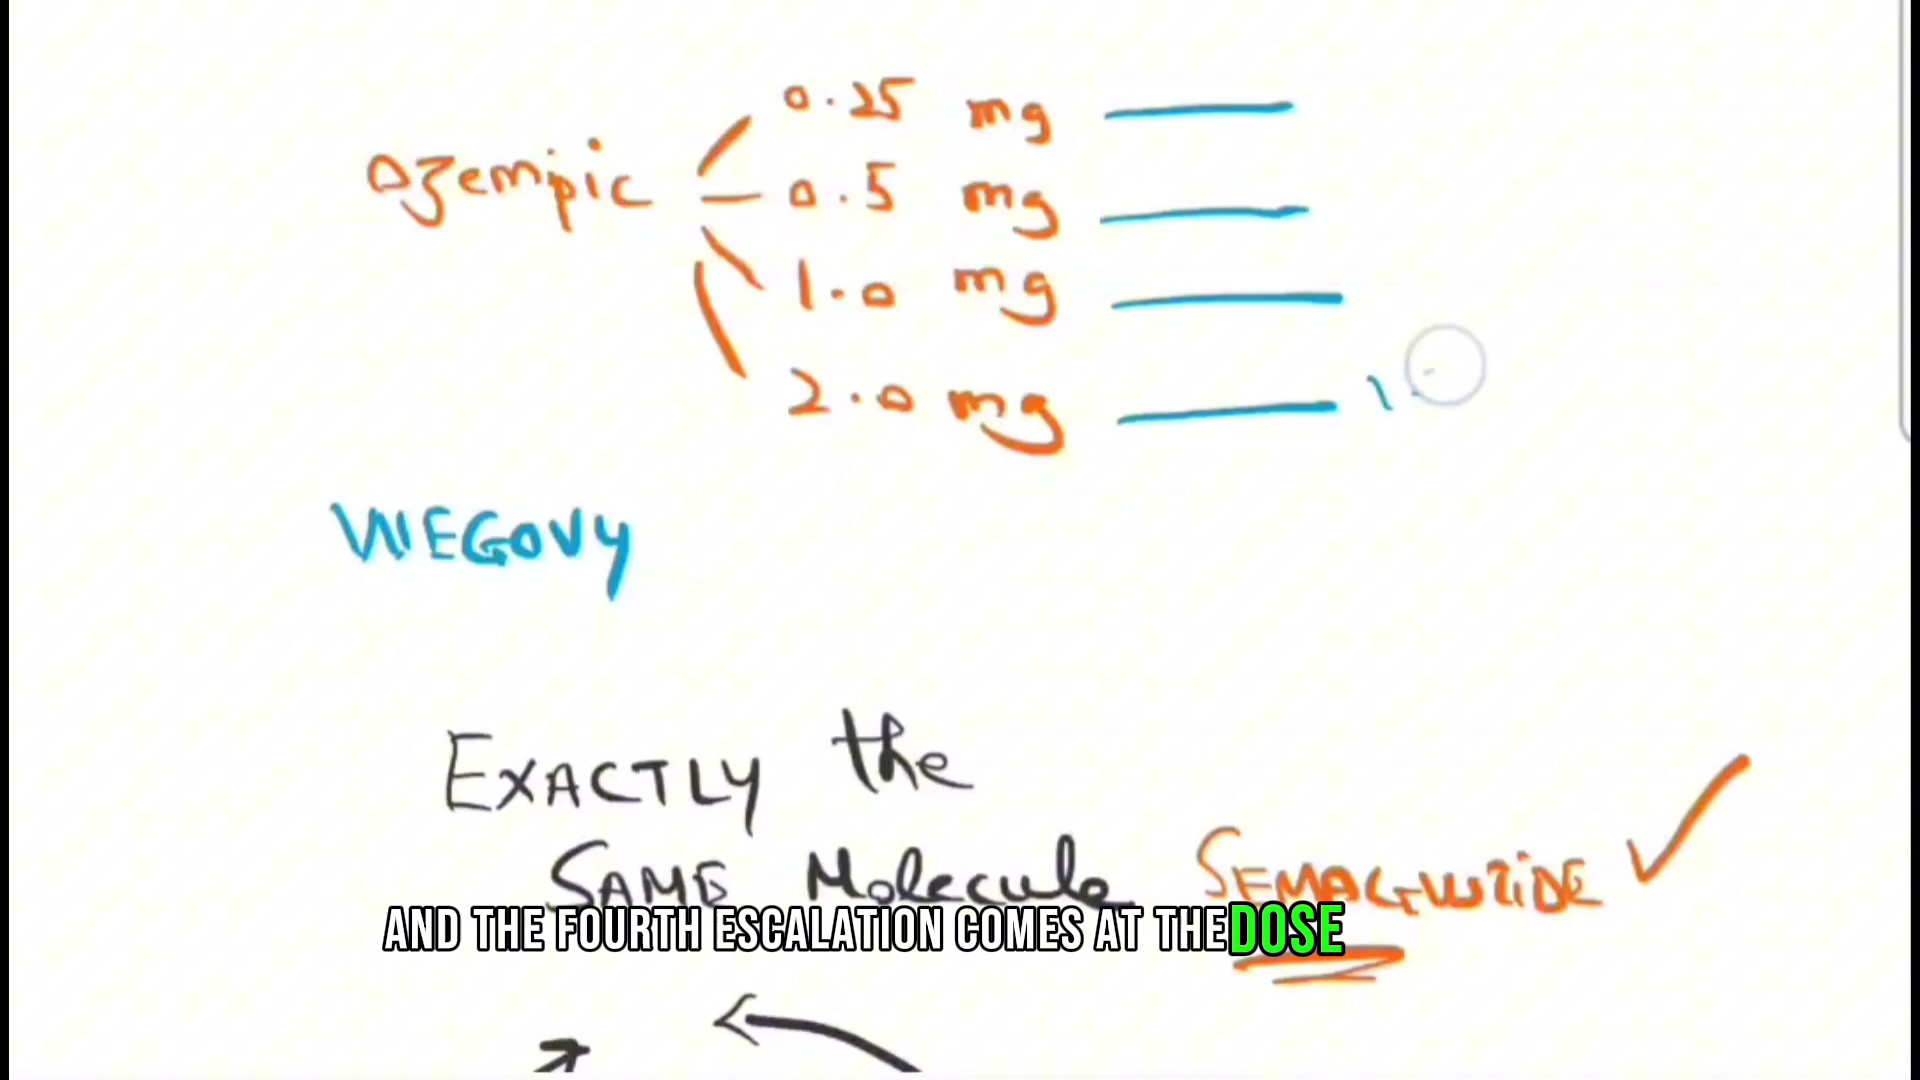 0.25 mg
Ozempic
0.5 mg
1.0 mg
2.0 mg
1.
WEGOVY
EXACTLY the
SAME Molecule SEMAGLUTIDE
AND THE FOURTH ESCALATION COMES AT THE DOSE